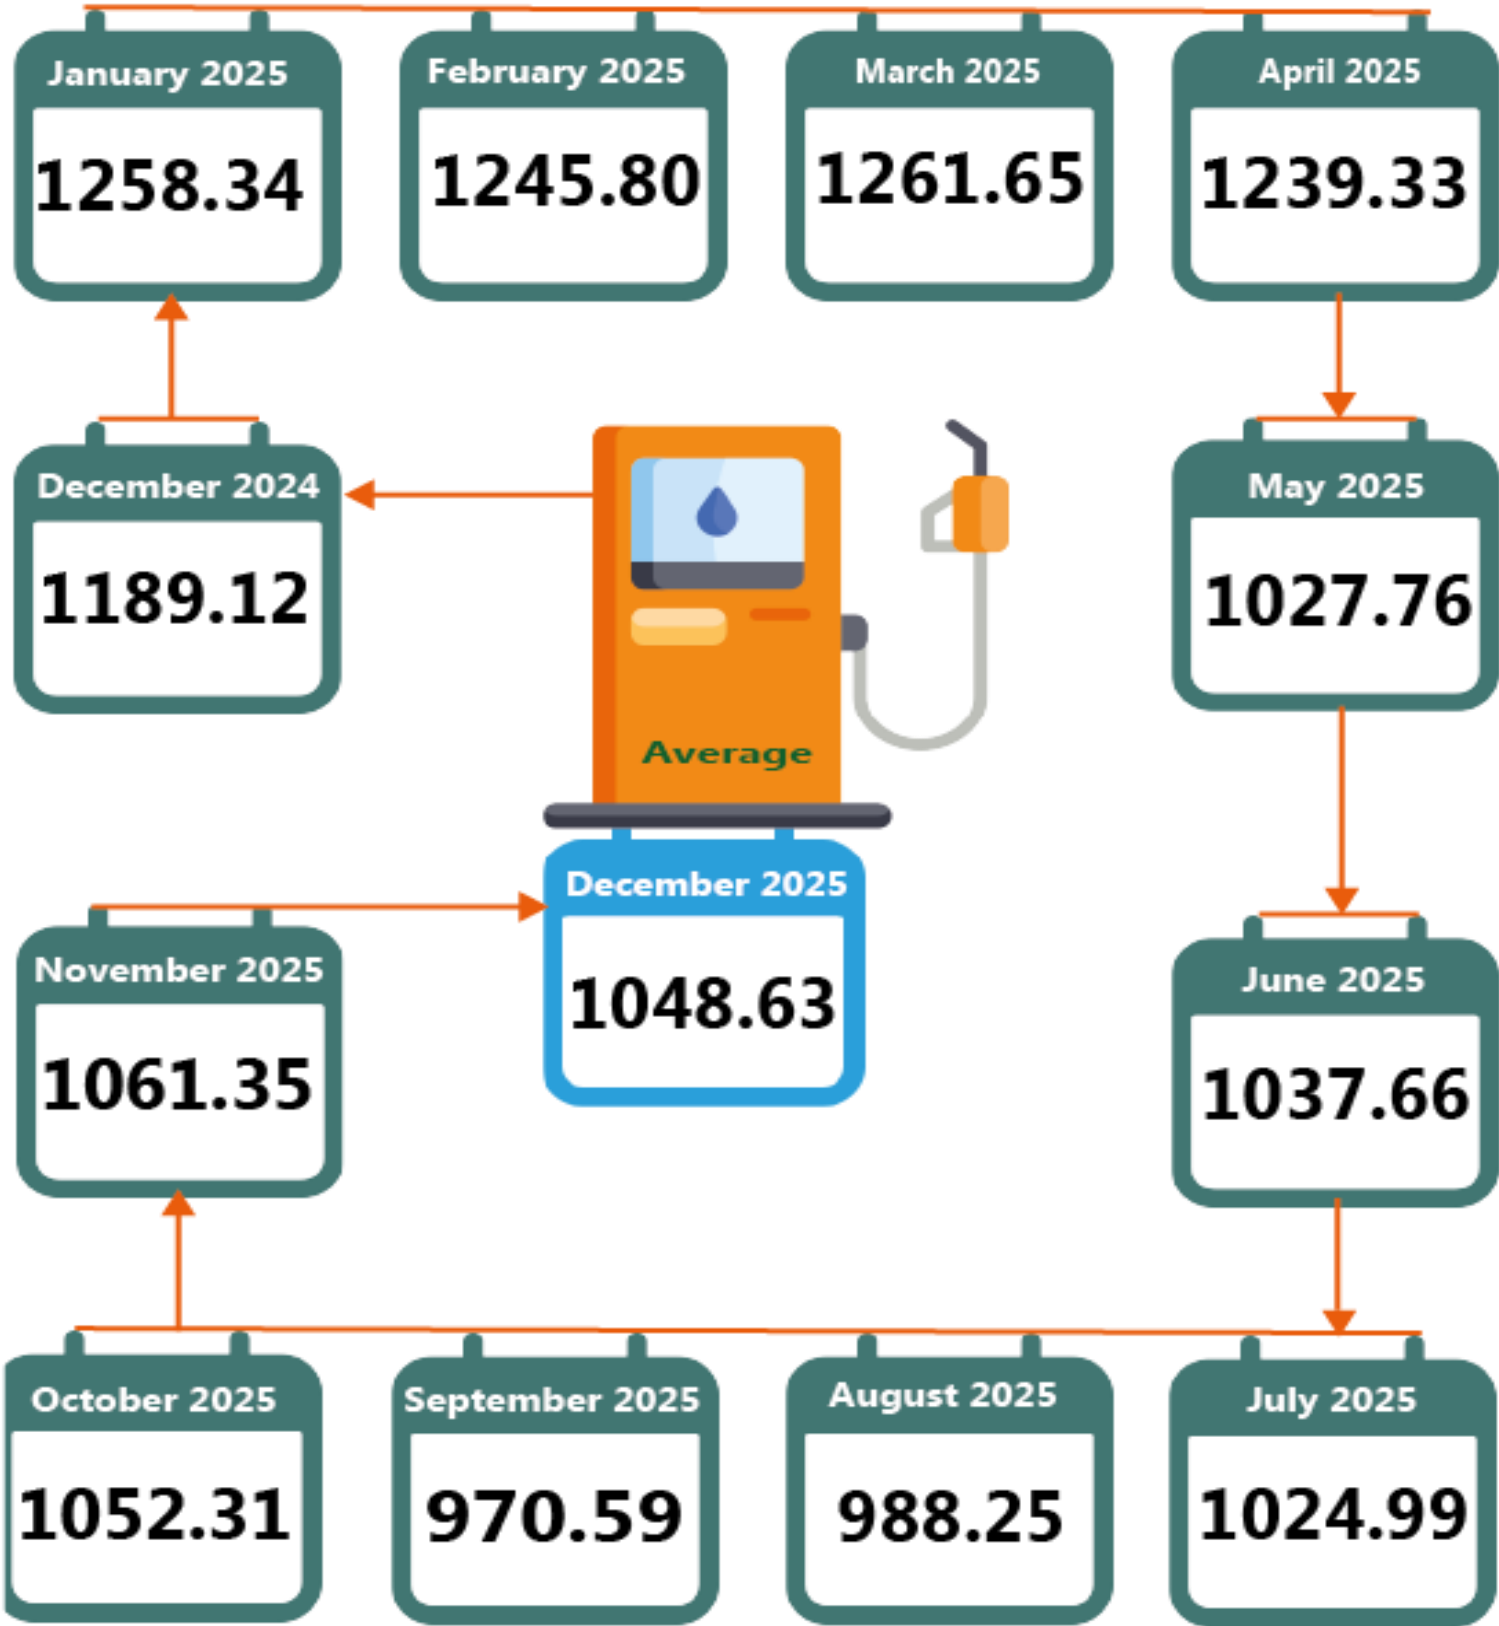 January 2025
1258.34
February 2025
1245.80
March 2025
1261.65
April 2025
1239.33
December 2024
1189.12
May 2025
1027.76
Average
December 2025
1048.63
November 2025
1061.35
June 2025
1037.66
October 2025
1052.31
September 2025
970.59
August 2025
988.25
July 2025
1024.99